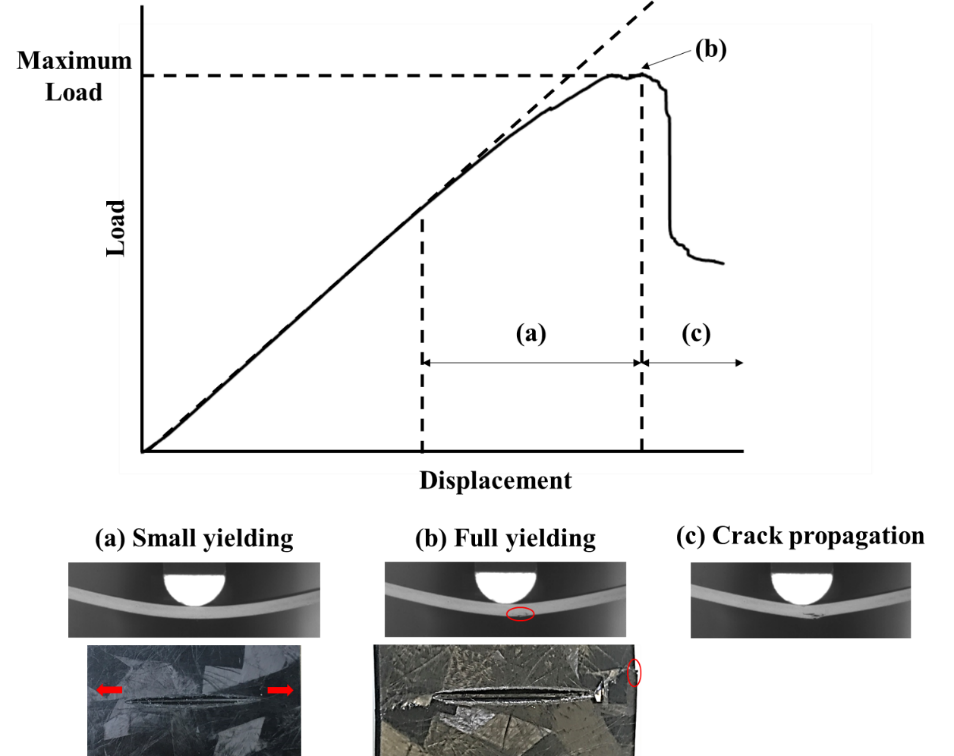 Maximum
Load
(b)
Load
(a)
(c)
Displacement
(a) Small yielding
(b) Full yielding
(c) Crack propagation